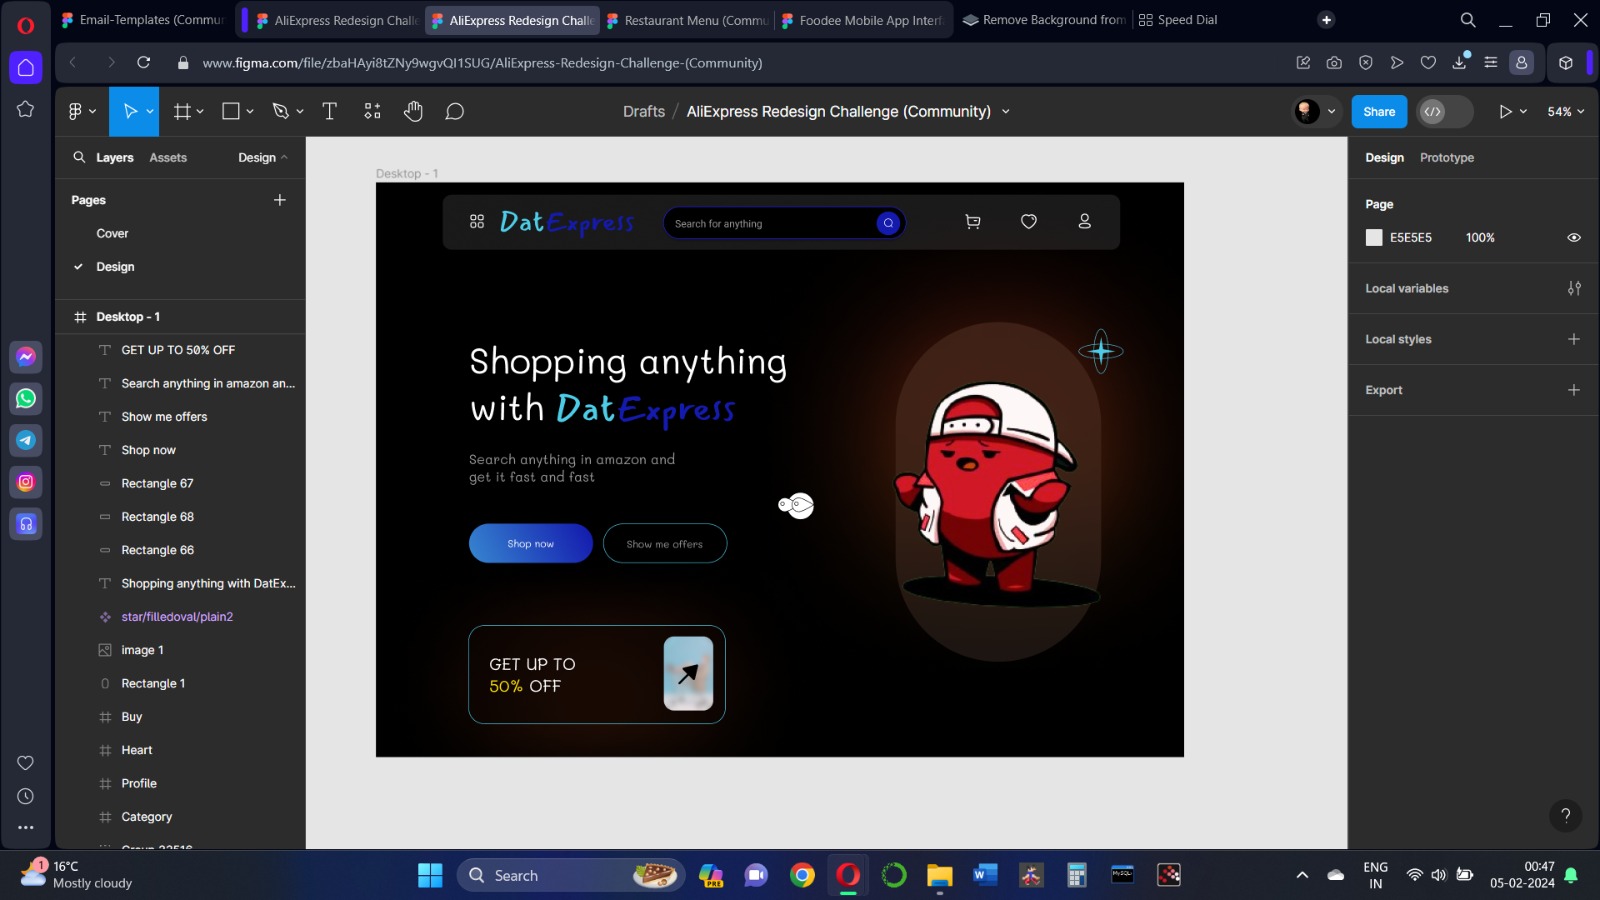 Email-Templates (Commun
AliExpress Redesign Challe
AliExpress Redesign Challe
Restaurant Menu (Commu
Foodee Mobile App Interf
Remove Background from
Speed Dial
www.figma.com/file/zbaHAyi8tZNy9wgvQI1SUG/AliExpress-Redesign-Challenge-(Community)
Drafts / AliExpress Redesign Challenge (Community)
Share
54%
Layers
Assets
Design
Pages
Cover
Design
Desktop - 1
GET UP TO 50% OFF
Search anything in amazon an...
Show me offers
Shop now
Rectangle 67
Rectangle 68
Rectangle 66
Shopping anything with DatEx...
star/filledoval/plain2
image 1
Rectangle 1
Buy
Heart
Profile
Category
Desktop - 1
DatExpress
Search for anything
Shopping anything
with DatExpress
Search anything in amazon and
get it fast and fast
Shop now
Show me offers
GET UP TO
50% OFF
Design
Prototype
Page
E5E5E5
100%
Local variables
Local styles
Export
?
1
16°C
Mostly cloudy
Search
PRE
W
MySQL
ENG
IN
00:47
05-02-2024